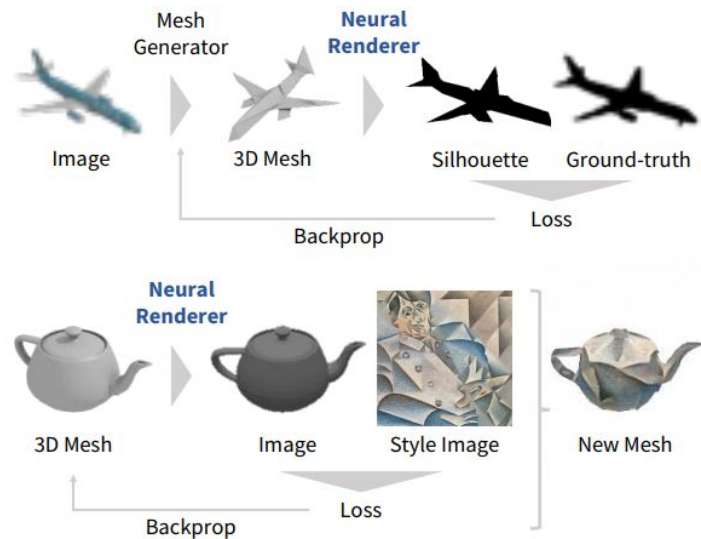 Mesh
Generator
Neural
Renderer
Image
3D Mesh
Silhouette
Ground-truth
Loss
Backprop
Neural
Renderer
3D Mesh
Image
Style Image
New Mesh
Loss
Backprop